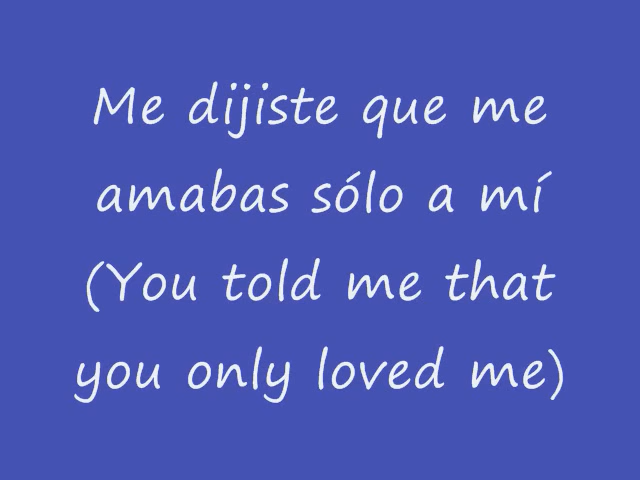 Me dijiste que me
amabas sólo a mí
(You told me that
you only loved me)